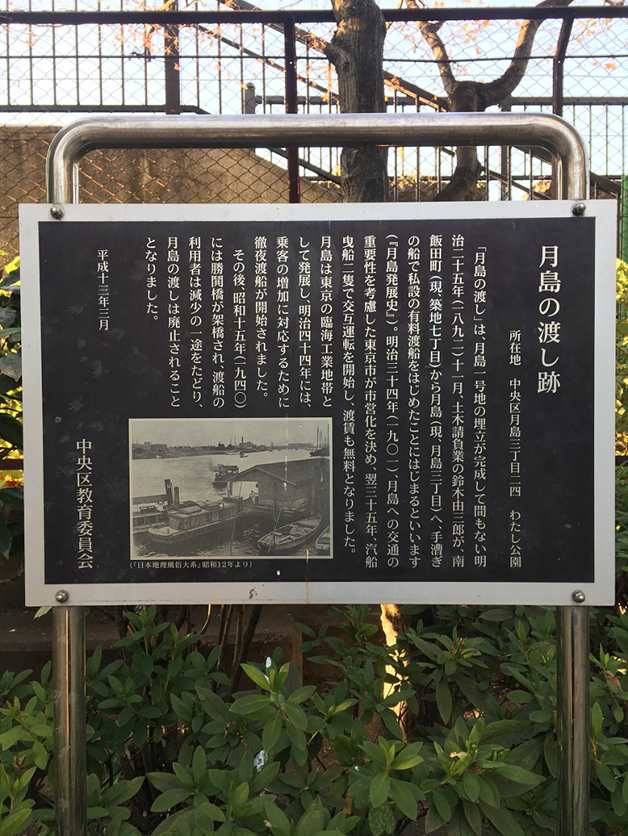 月島の渡し跡
所在地 中央区月島三丁目二四 わたし公園
「月島の渡し」は、月島一号地の埋立が完成して間もない明
治二十五年(一八九二)十一月、土木請負業の鈴木由三郎が、南
飯田町(現、築地七丁目)から月島(現、月島三丁目)へ、手漕ぎ
の船で私設の有料渡船をはじめたことにはじまるといいます
(『月島発展史』)。明治三十四年(一九〇一)、月島への交通の
重要性を考慮した東京市が市営化を決め、翌三十五年、汽船
曳船二隻で交互運転を開始し、渡賃も無料となりました。
月島は東京の臨海工業地帯と
して発展し、明治四十四年には、
乗客の増加に対応するために
徹夜渡船が開始されました。
その後、昭和十五年(一九四〇)
には勝鬨橋が架橋され、渡船の
利用者は減少の一途をたどり、
月島の渡しは廃止されること
となりました。
平成十三年三月
中央区教育委員会
(『日本地理風俗大系』昭和12年より)